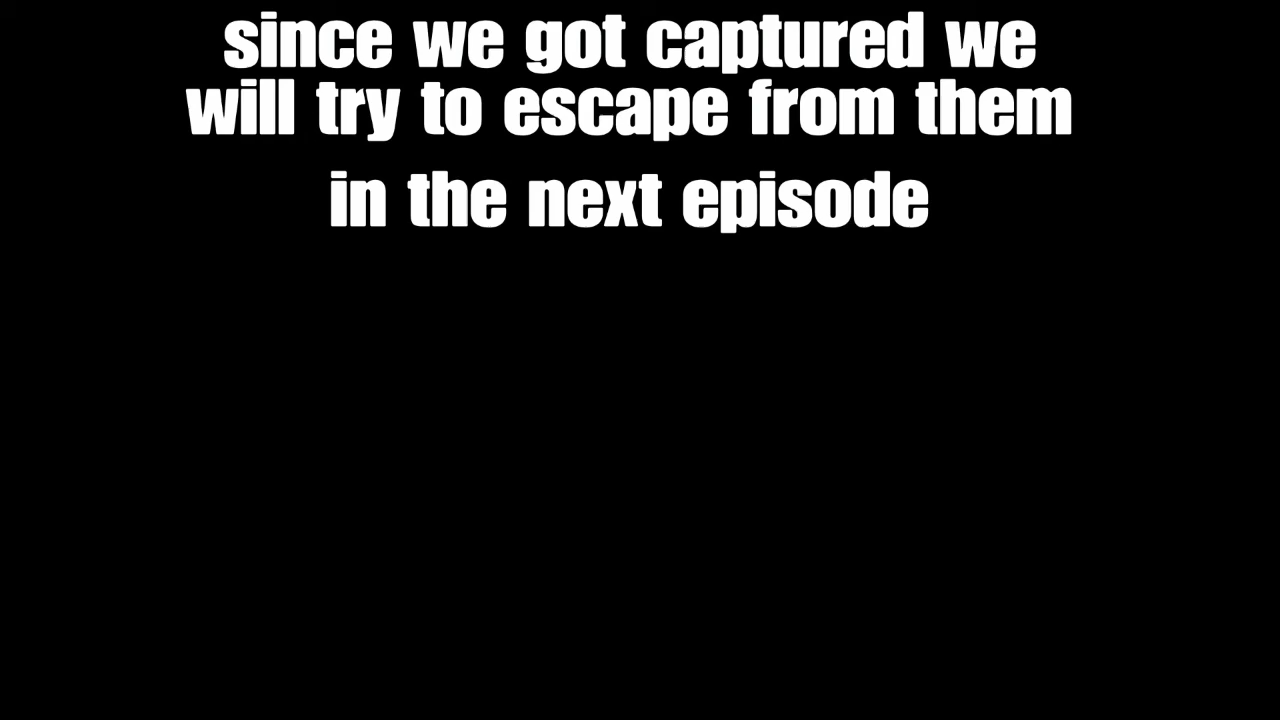 since we got captured we
will try to escape from them
in the next episode